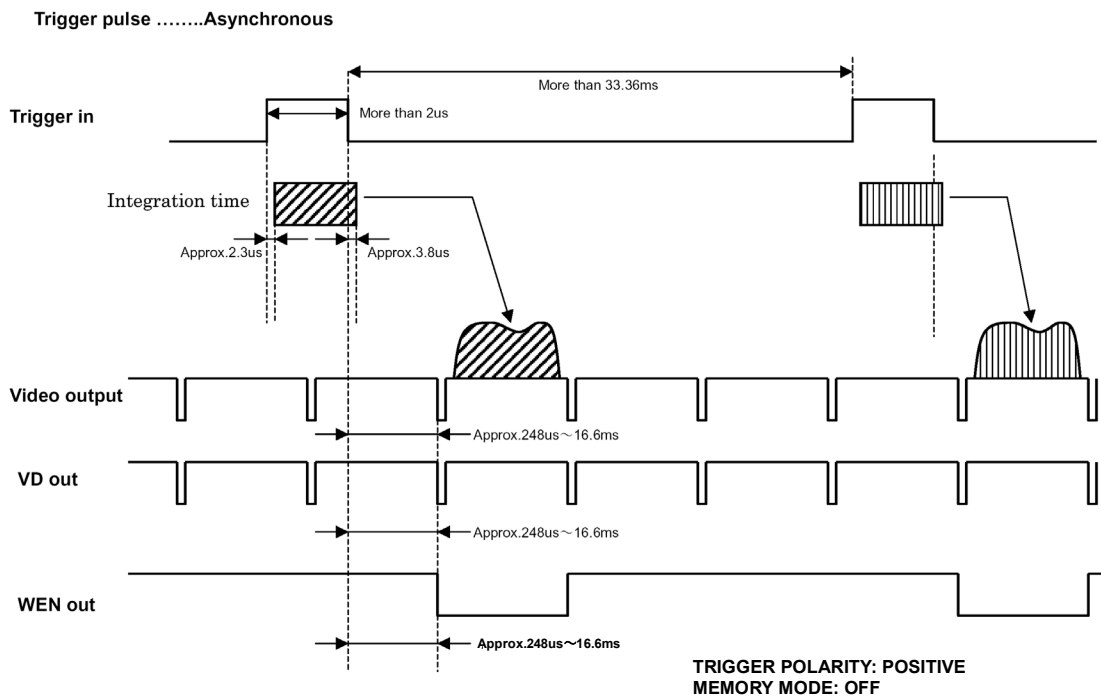 Trigger pulse ........Asynchronous
More than 33.36ms
Trigger in
More than 2us
Integration time
Approx.2.3us
Approx.3.8us
Video output
Approx.248us～16.6ms
VD out
Approx.248us～16.6ms
WEN out
Approx.248us～16.6ms
TRIGGER POLARITY: POSITIVE
MEMORY MODE: OFF